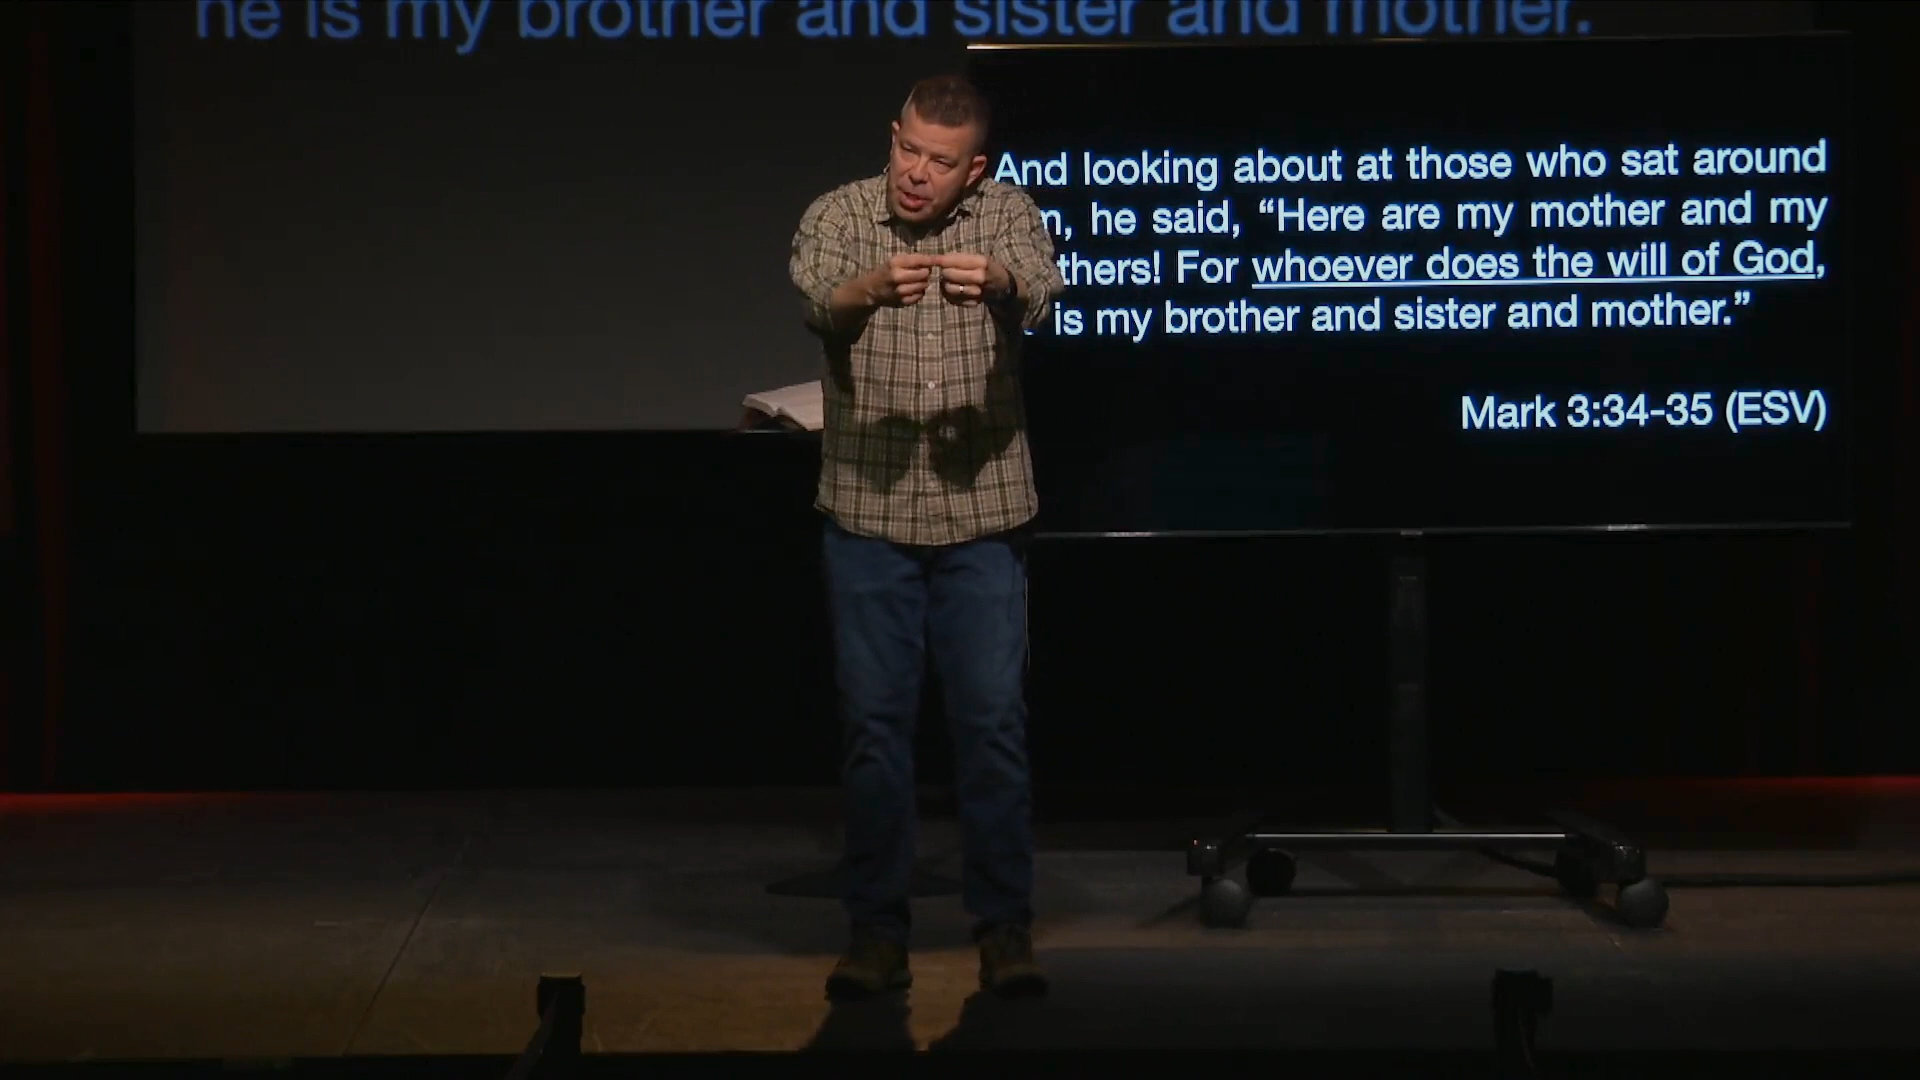 he is my brother and sister and mother.
And looking about at those who sat around
he said, “Here are my mother and my
For whoever does the will of God,
is my brother and sister and mother.”
Mark 3:34-35 (ESV)